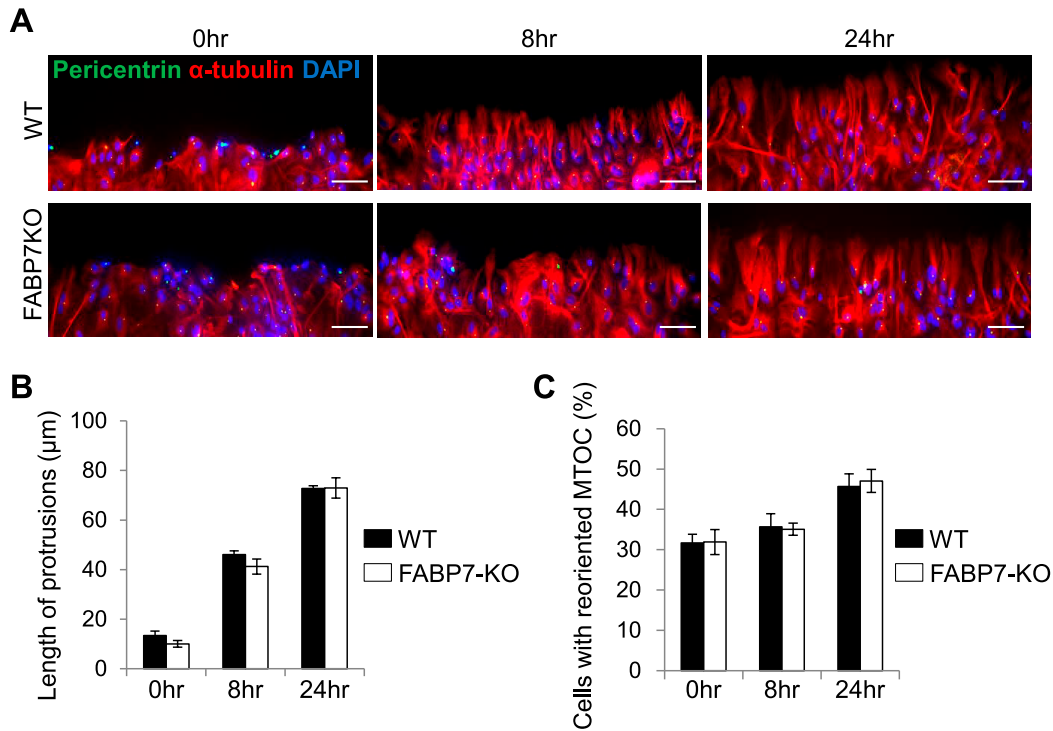 A
0hr 8hr 24hr
Pericentrin α-tubulin DAPI
WT
FABP7KO
B
Length of protrusions (µm)
100
80
60
40
20
0
0hr 8hr 24hr
WT
FABP7-KO
C
Cells with reoriented MTOC (%)
60
50
40
30
20
10
0
0hr 8hr 24hr
WT
FABP7-KO